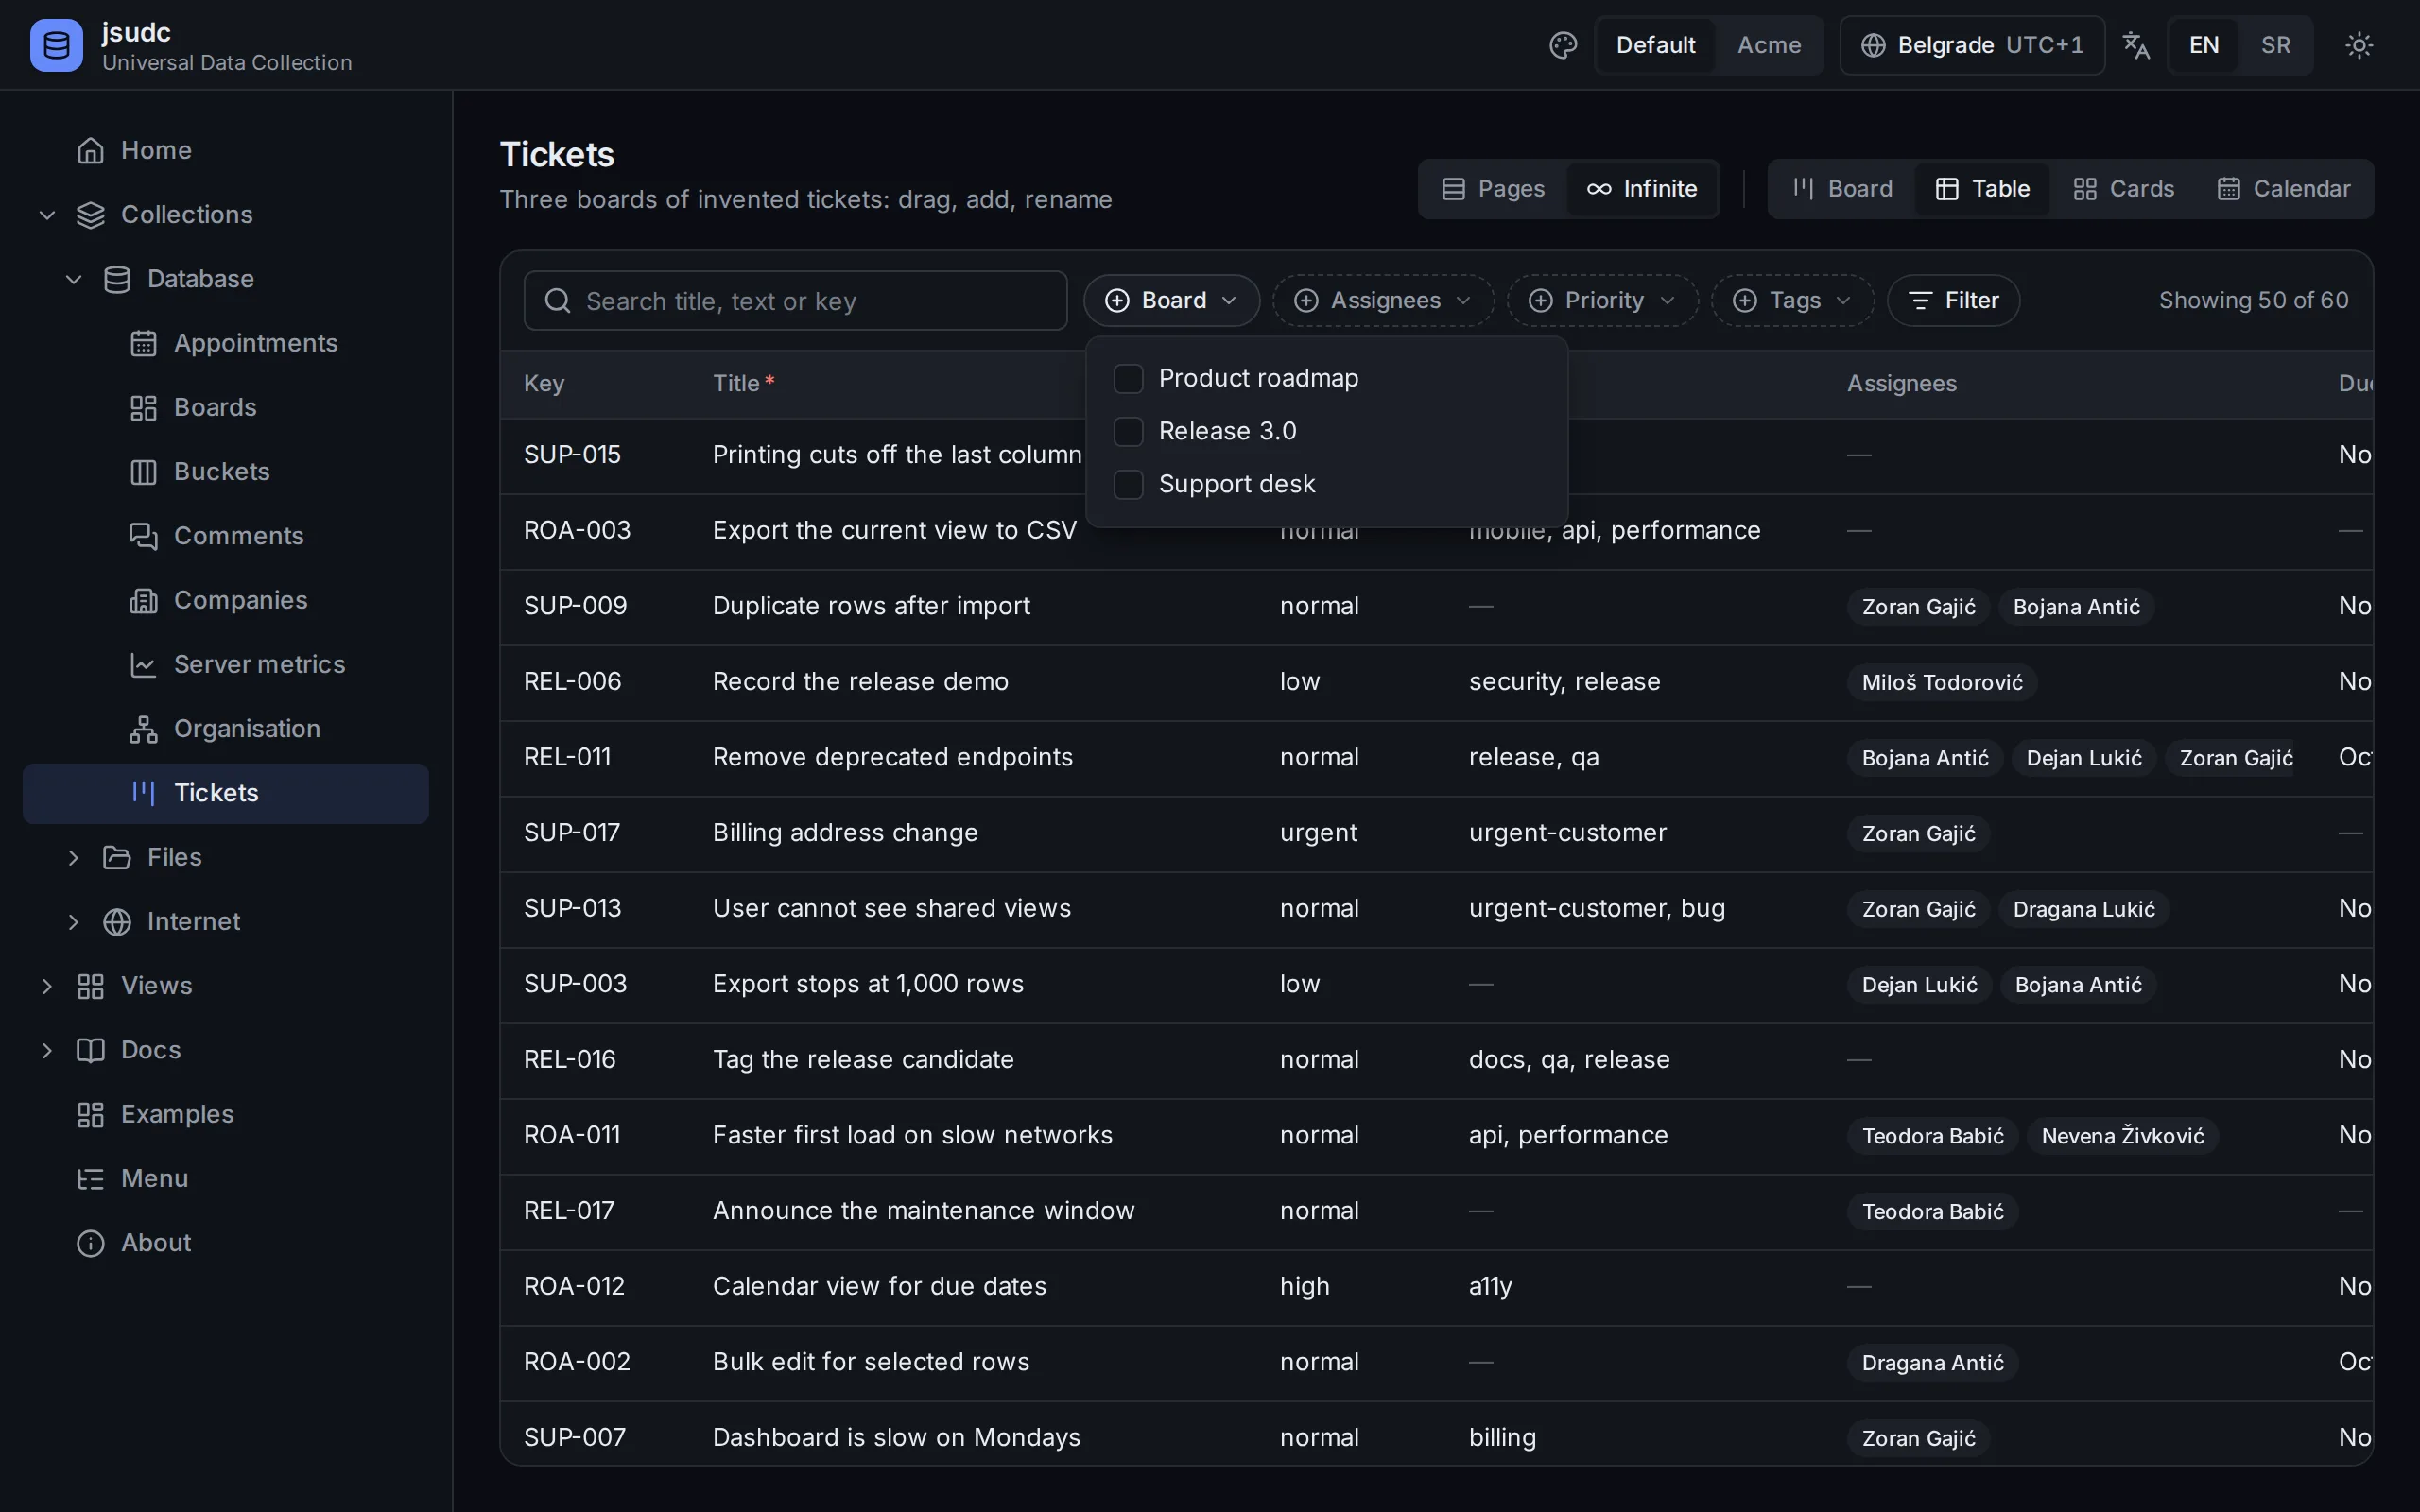 jsudc
Universal Data Collection
Default Acme Belgrade UTC+1 EN SR
Home
Collections
Database
Appointments
Boards
Buckets
Comments
Companies
Server metrics
Organisation
Tickets
Files
Internet
Views
Docs
Examples
Menu
About
Tickets
Three boards of invented tickets: drag, add, rename
Pages Infinite Board Table Cards Calendar
Search title, text or key Board Assignees Priority Tags Filter Showing 50 of 60
Product roadmap
Release 3.0
Support desk
Key Title* Assignees
SUP-015 Printing cuts off the last column — No
ROA-003 Export the current view to CSV normal mobile, api, performance — —
SUP-009 Duplicate rows after import normal — Zoran Gajić Bojana Antić No
REL-006 Record the release demo low security, release Miloš Todorović No
REL-011 Remove deprecated endpoints normal release, qa Bojana Antić Dejan Lukić Zoran Gajić Oct
SUP-017 Billing address change urgent urgent-customer Zoran Gajić —
SUP-013 User cannot see shared views normal urgent-customer, bug Zoran Gajić Dragana Lukić No
SUP-003 Export stops at 1,000 rows low — Dejan Lukić Bojana Antić No
REL-016 Tag the release candidate normal docs, qa, release — No
ROA-011 Faster first load on slow networks normal api, performance Teodora Babić Nevena Živković No
REL-017 Announce the maintenance window normal — Teodora Babić —
ROA-012 Calendar view for due dates high a11y — No
ROA-002 Bulk edit for selected rows normal — Dragana Antić Oct
SUP-007 Dashboard is slow on Mondays normal billing Zoran Gajić No